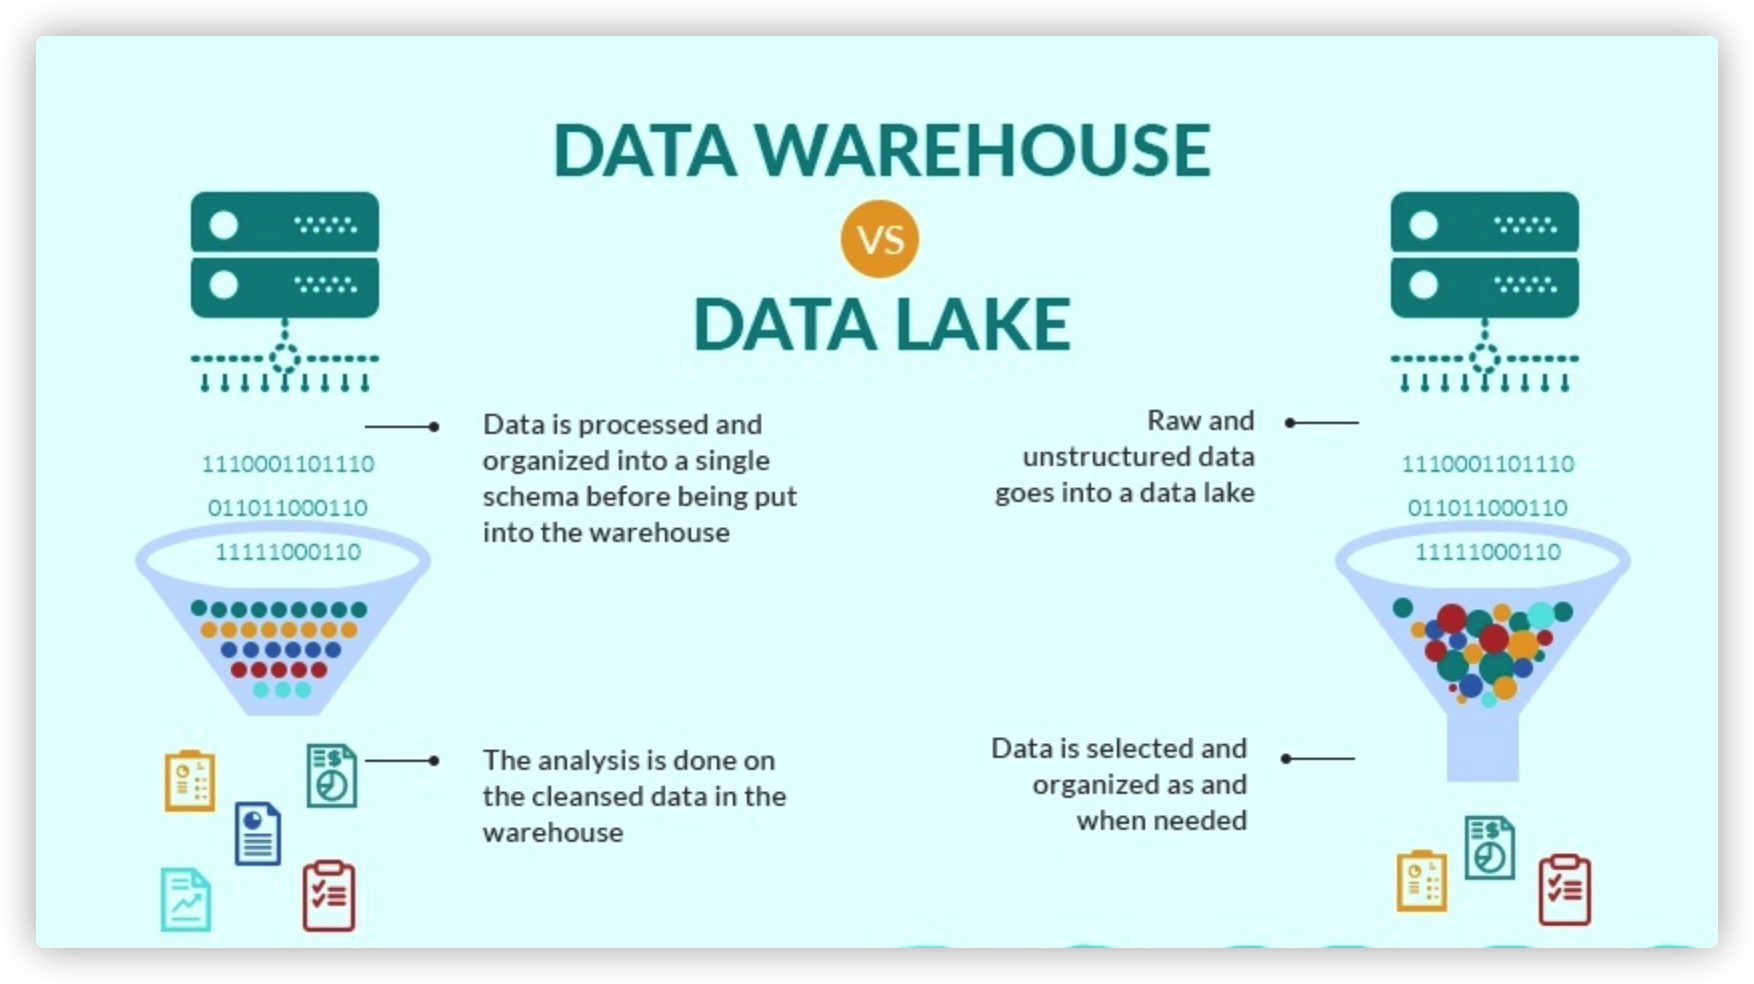 DATA WAREHOUSE
VS
DATA LAKE
Data is processed and
organized into a single
schema before being put
into the warehouse
1110001101110
011011000110
11111000110
The analysis is done on
the cleansed data in the
warehouse
Raw and
unstructured data
goes into a data lake
1110001101110
011011000110
11111000110
Data is selected and
organized as and
when needed